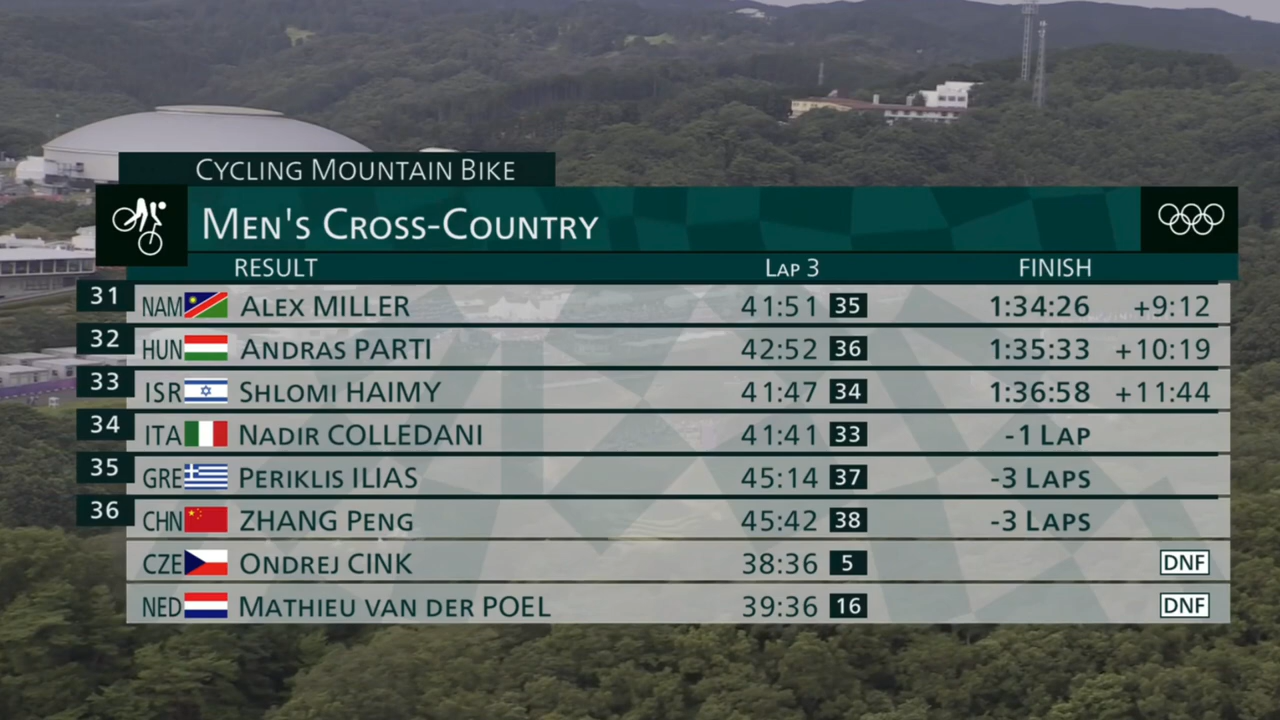 CYCLING MOUNTAIN BIKE
MEN'S CROSS-COUNTRY
RESULT LAP 3 FINISH
31 NAM ALEX MILLER 41:51 35 1:34:26 +9:12
32 HUN ANDRAS PARTI 42:52 36 1:35:33 +10:19
33 ISR SHLOMI HAIMY 41:47 34 1:36:58 +11:44
34 ITA NADIR COLLEDANI 41:41 33 -1 LAP
35 GRE PERIKLIS ILIAS 45:14 37 -3 LAPS
36 CHN ZHANG PENG 45:42 38 -3 LAPS
CZE ONDREJ CINK 38:36 5 DNF
NED MATHIEU VAN DER POEL 39:36 16 DNF